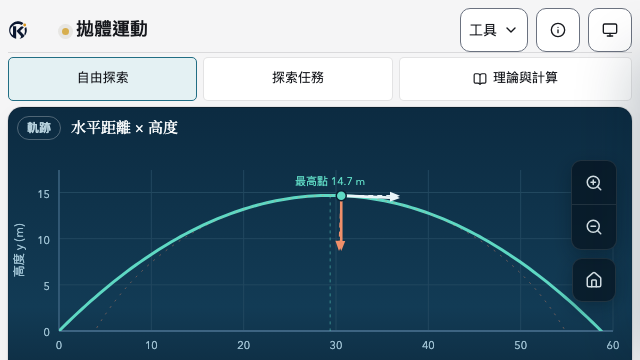 拋體運動
工具
自由探索
探索任務
理論與計算
軌跡 水平距離 × 高度
最高點 14.7 m
高度 y (m)
15
10
5
0
0 10 20 30 40 50 60